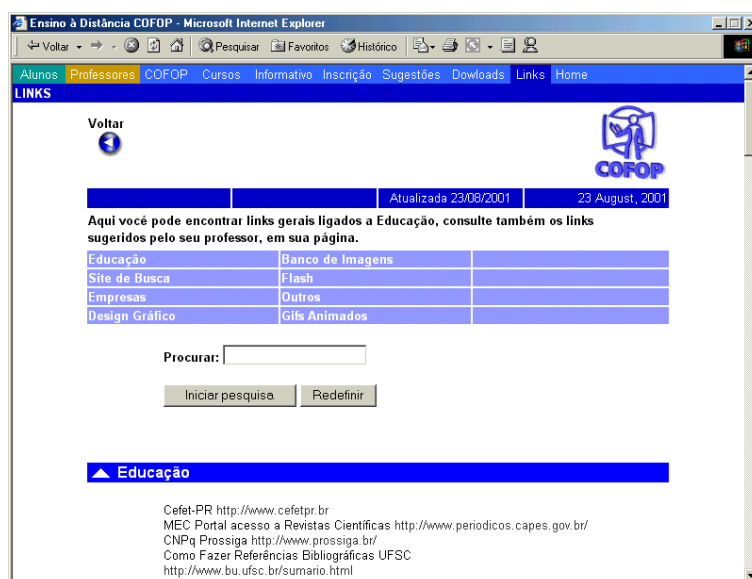 Ensino à Distância COFOP - Microsoft Internet Explorer
Voltar Pesquisar Favoritos Histórico
Alunos Professores COFOP Cursos Informativo Inscrição Sugestões Dowloads Links Home
LINKS
Voltar
COFOP
Atualizada 23/08/2001 23 August, 2001
Aqui você pode encontrar links gerais ligados a Educação, consulte também os links
sugeridos pelo seu professor, em sua página.
Educação Banco de Imagens
Site de Busca Flash
Empresas Outros
Design Gráfico Gifs Animados
Procurar:
Iniciar pesquisa Redefinir
Educação
Cefet-PR http://www.cefetpr.br
MEC Portal acesso a Revistas Científicas http://www.periodicos.capes.gov.br/
CNPq Prossiga http://www.prossiga.br/
Como Fazer Referências Bibliográficas UFSC
http://www.bu.ufsc.br/sumario.html